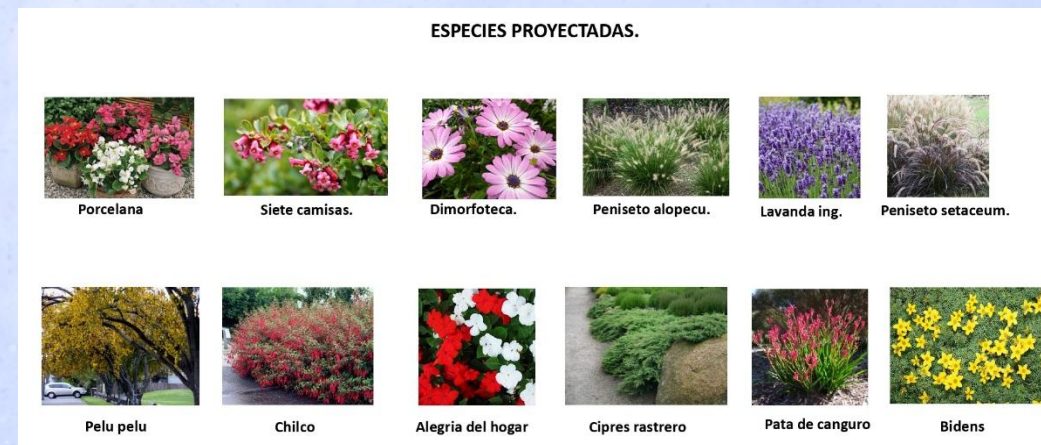 ESPECIES PROYECTADAS.
Porcelana
Siete camisas.
Dimorfoteca.
Peniseto alopecu.
Lavanda ing.
Peniseto setaceum.
Pelu pelu
Chilco
Alegria del hogar
Cipres rastrero
Pata de canguro
Bidens